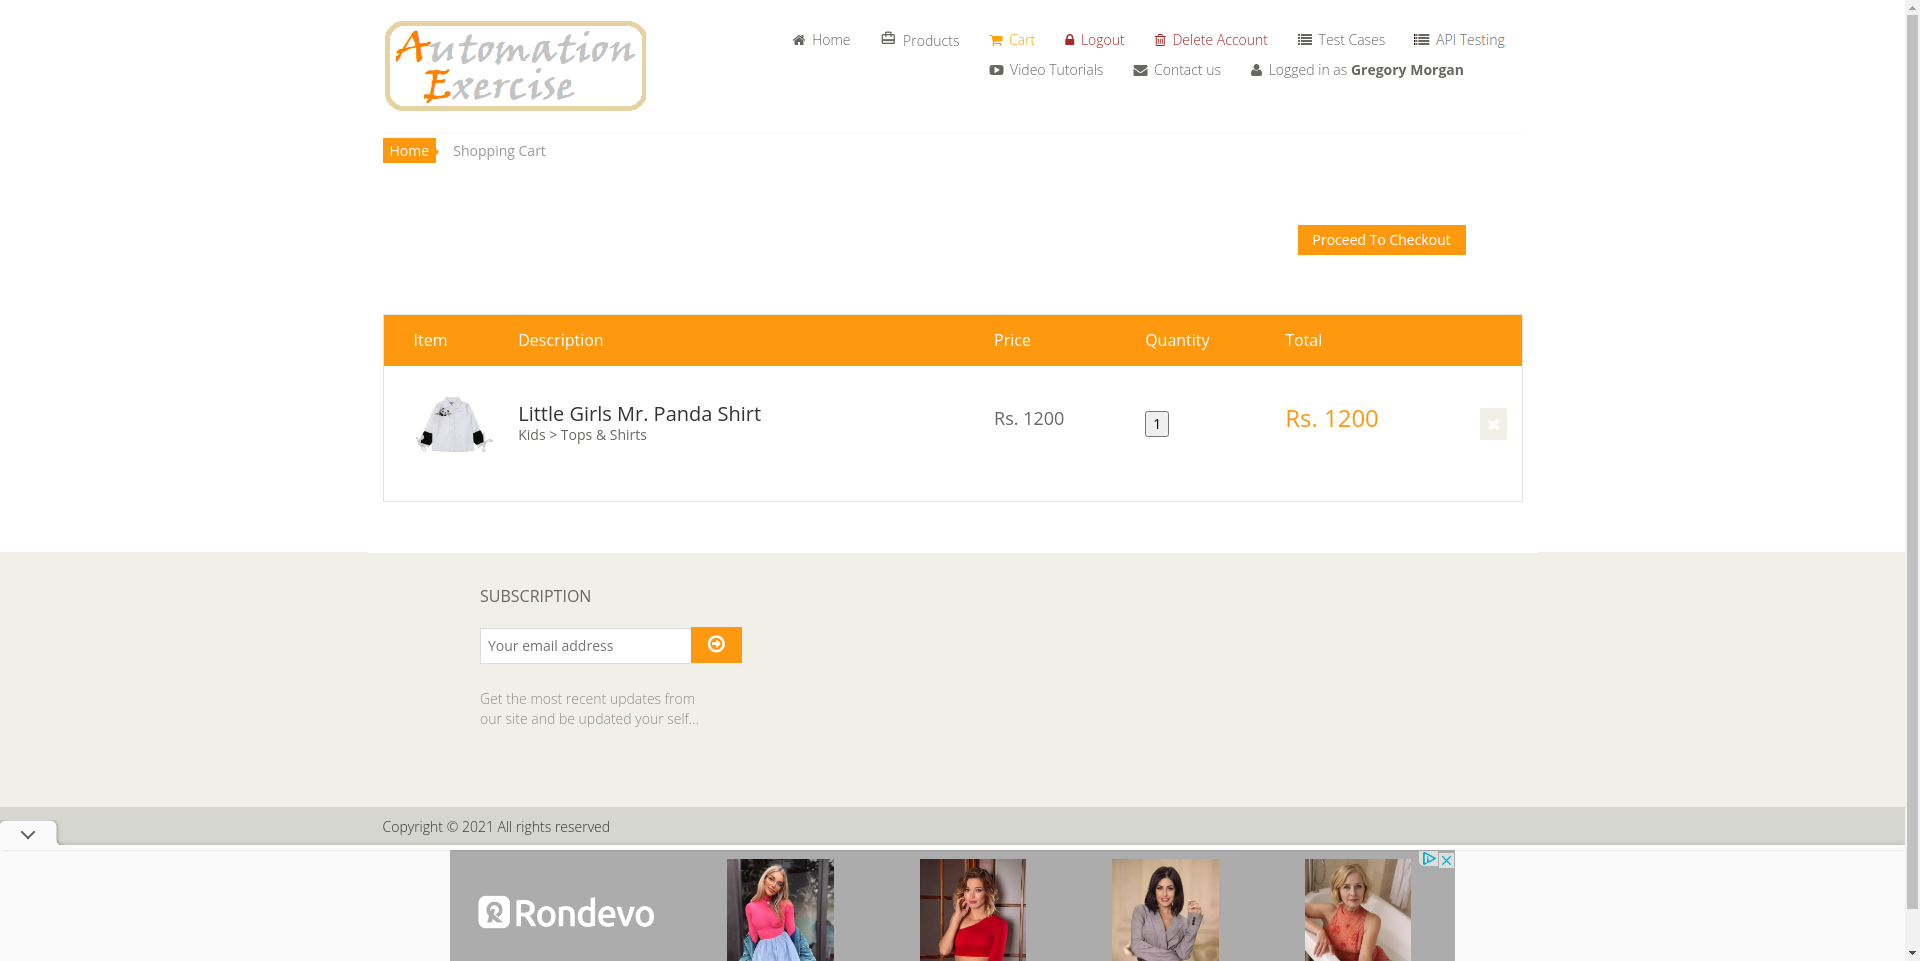 Automation
Exercise
Home
Products
Cart
Logout
Delete Account
Test Cases
API Testing
Video Tutorials
Contact us
Logged in as Gregory Morgan
Home
Shopping Cart
Proceed To Checkout
Item Description Price Quantity Total
Little Girls Mr. Panda Shirt
Kids > Tops & Shirts
Rs. 1200
1
Rs. 1200
SUBSCRIPTION
Your email address
Get the most recent updates from
our site and be updated your self...
Copyright © 2021 All rights reserved
Rondevo